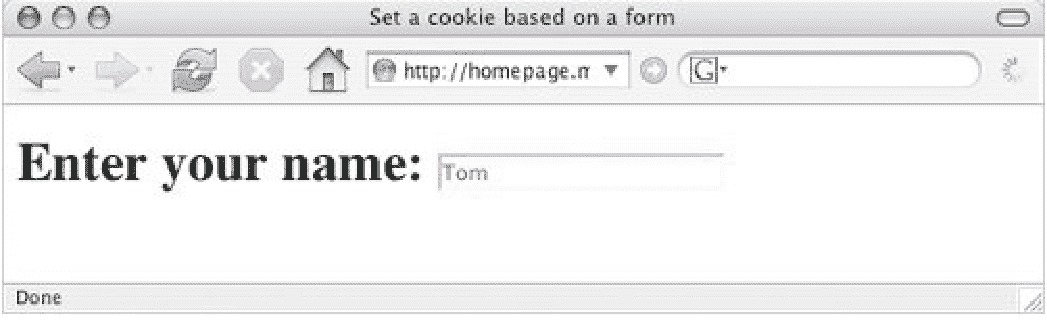 Set a cookie based on a form
http://homepage.m
G
Enter your name: Tom
Done